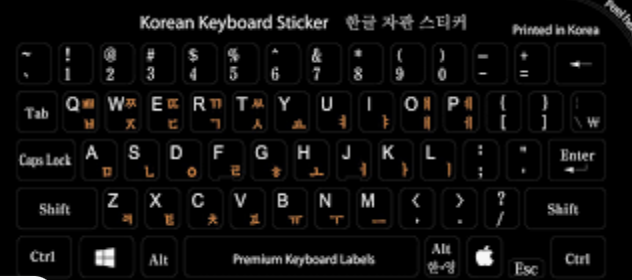 Korean Keyboard Sticker 한글 자판 스티커
Printed in Korea
~ ! @ # $ % ^ & * ( ) _ +
` 1 2 3 4 5 6 7 8 9 0 - = ←
Tab Q ㅃ W ㅉ E ㄸ R ㄲ T ㅆ Y U I O ㅒ P ㅖ { } |
ㅂ ㅈ ㄷ ㄱ ㅅ ㅛ ㅕ ㅑ ㅐ ㅔ [ ] \ ₩
Caps Lock A S D F G H J K L : " Enter
ㅁ ㄴ ㅇ ㄹ ㅎ ㅗ ㅓ ㅏ ㅣ ; ' ←
Shift Z X C V B N M < > ? Shift
ㅋ ㅌ ㅊ ㅍ ㅠ ㅜ ㅡ , . /
Ctrl Alt Premium Keyboard Labels Alt Esc Ctrl
한·영